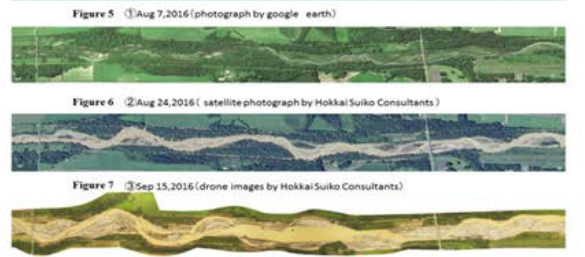 Figure 5 ①Aug 7,2016(photograph by google earth)
Figure 6 ②Aug 24,2016( satellite photograph by Hokkai Suiko Consultants)
Figure 7 ③Sep 15,2016(drone images by Hokkai Suiko Consultants)